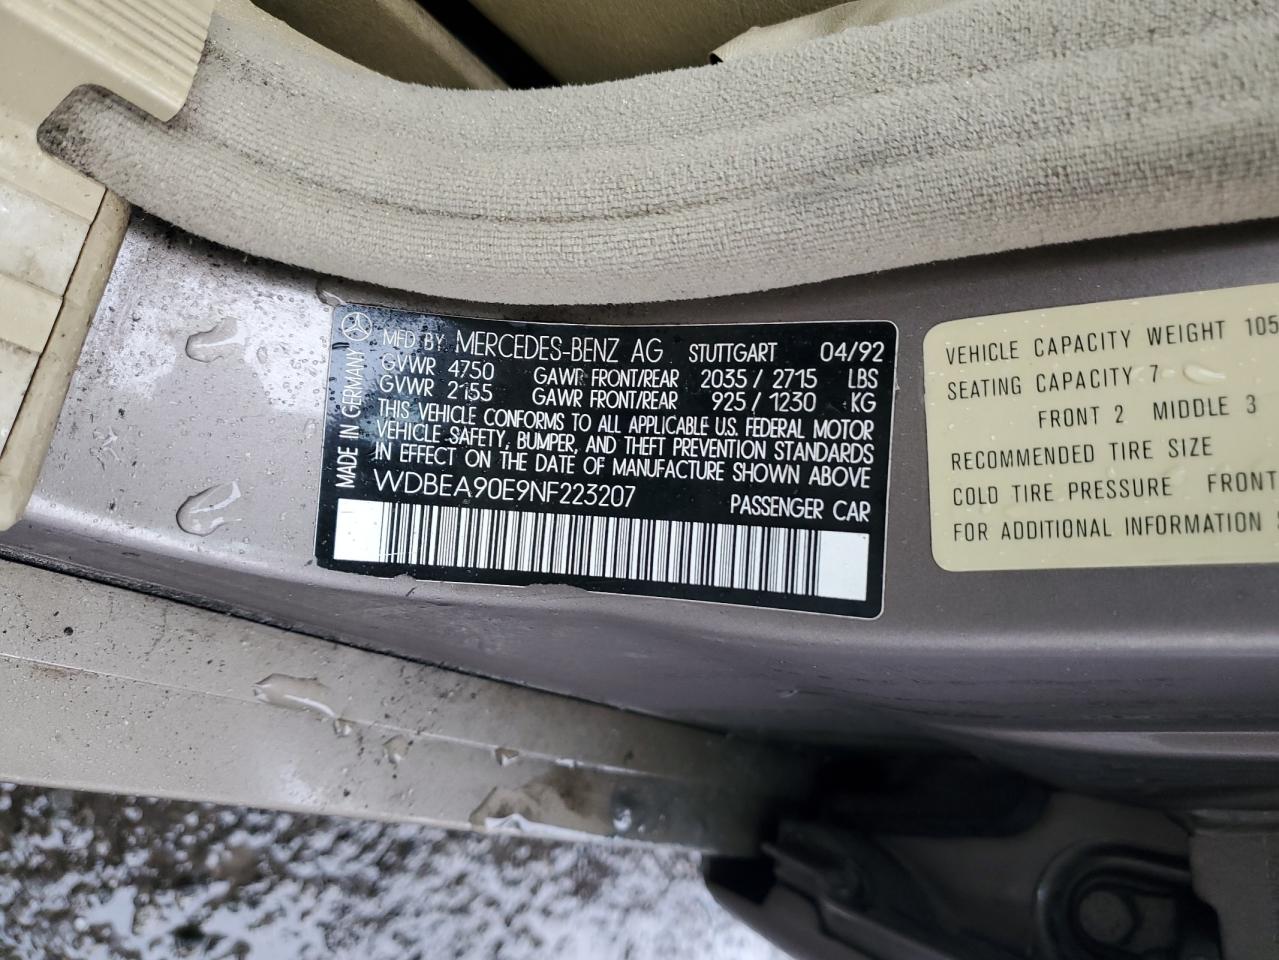 MFD BY MERCEDES-BENZ AG STUTTGART 04/92
GVWR 4750 GAWR FRONT/REAR 2035 / 2715 LBS
GVWR 2155 GAWR FRONT/REAR 925 / 1230 KG
THIS VEHICLE CONFORMS TO ALL APPLICABLE U.S. FEDERAL MOTOR
VEHICLE SAFETY, BUMPER, AND THEFT PREVENTION STANDARDS
IN EFFECT ON THE DATE OF MANUFACTURE SHOWN ABOVE
WDBEA90E9NF223207 PASSENGER CAR
MADE IN GERMANY
VEHICLE CAPACITY WEIGHT 105
SEATING CAPACITY 7
FRONT 2 MIDDLE 3
RECOMMENDED TIRE SIZE
COLD TIRE PRESSURE FRONT
FOR ADDITIONAL INFORMATION